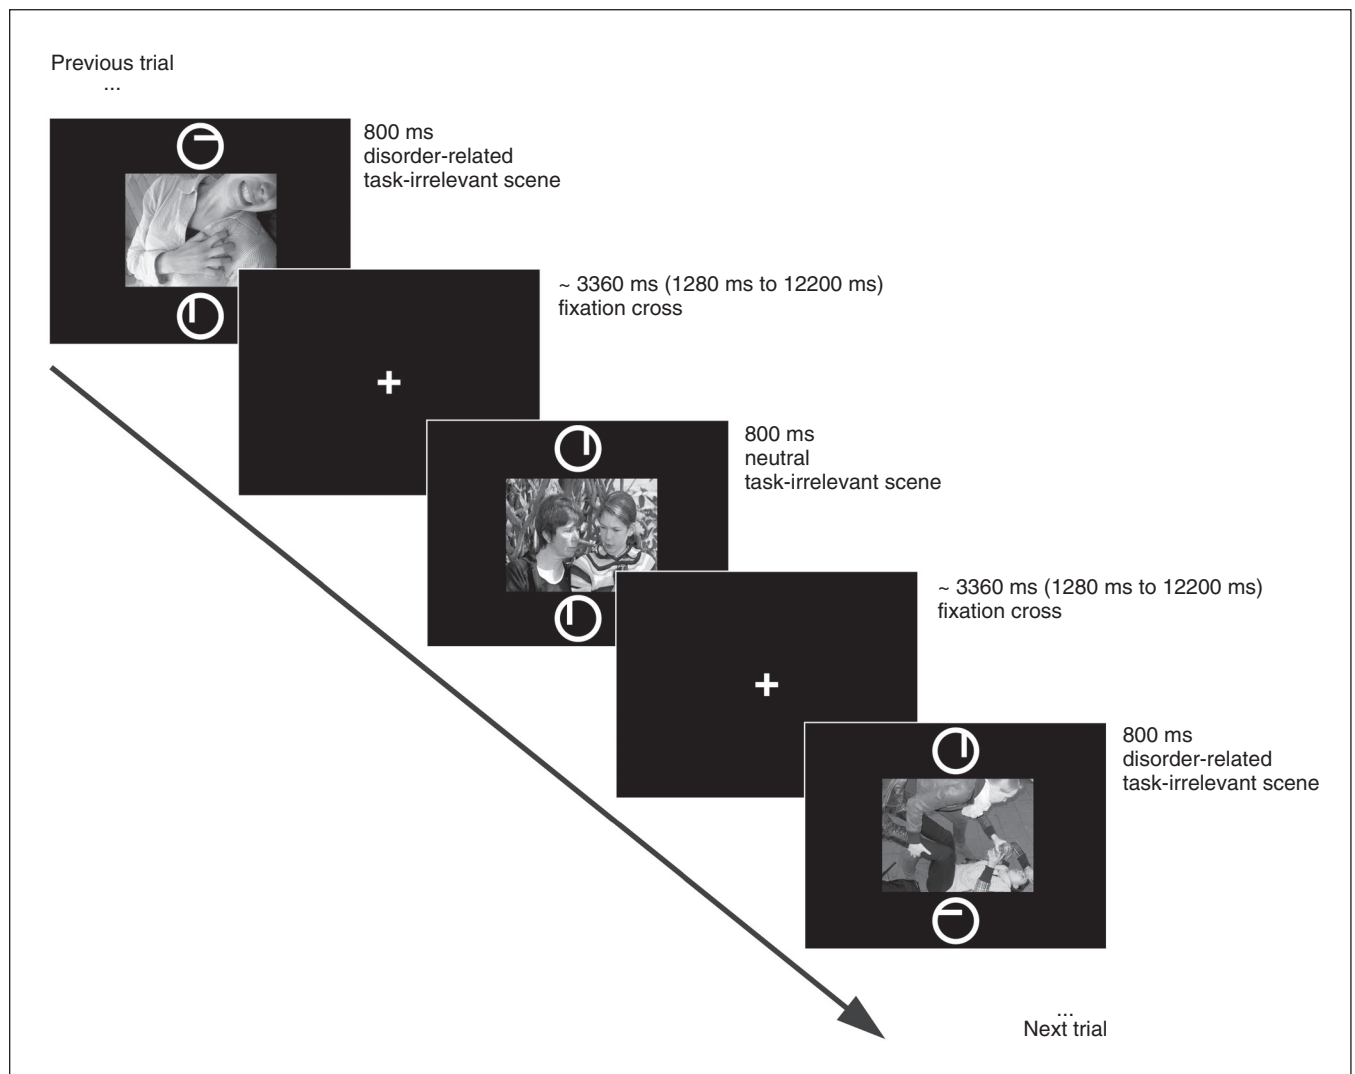 Previous trial
...
800 ms
disorder-related
task-irrelevant scene
~ 3360 ms (1280 ms to 12200 ms)
fixation cross
800 ms
neutral
task-irrelevant scene
~ 3360 ms (1280 ms to 12200 ms)
fixation cross
800 ms
disorder-related
task-irrelevant scene
...
Next trial